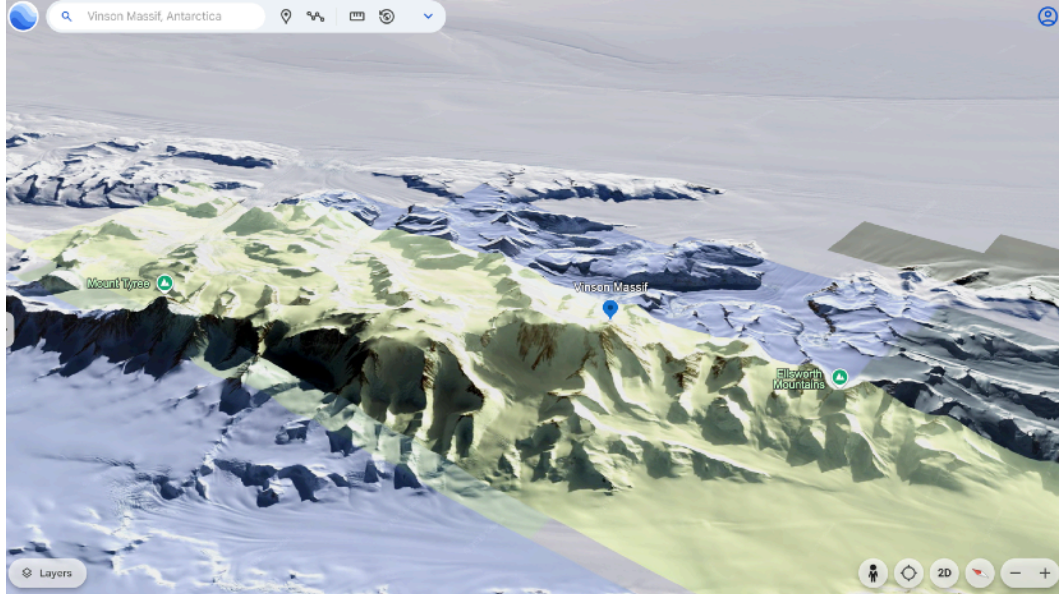 Vinson Massif, Antarctica
Mount Tyree
Vinson Massif
Ellsworth
Mountains
Layers
2D